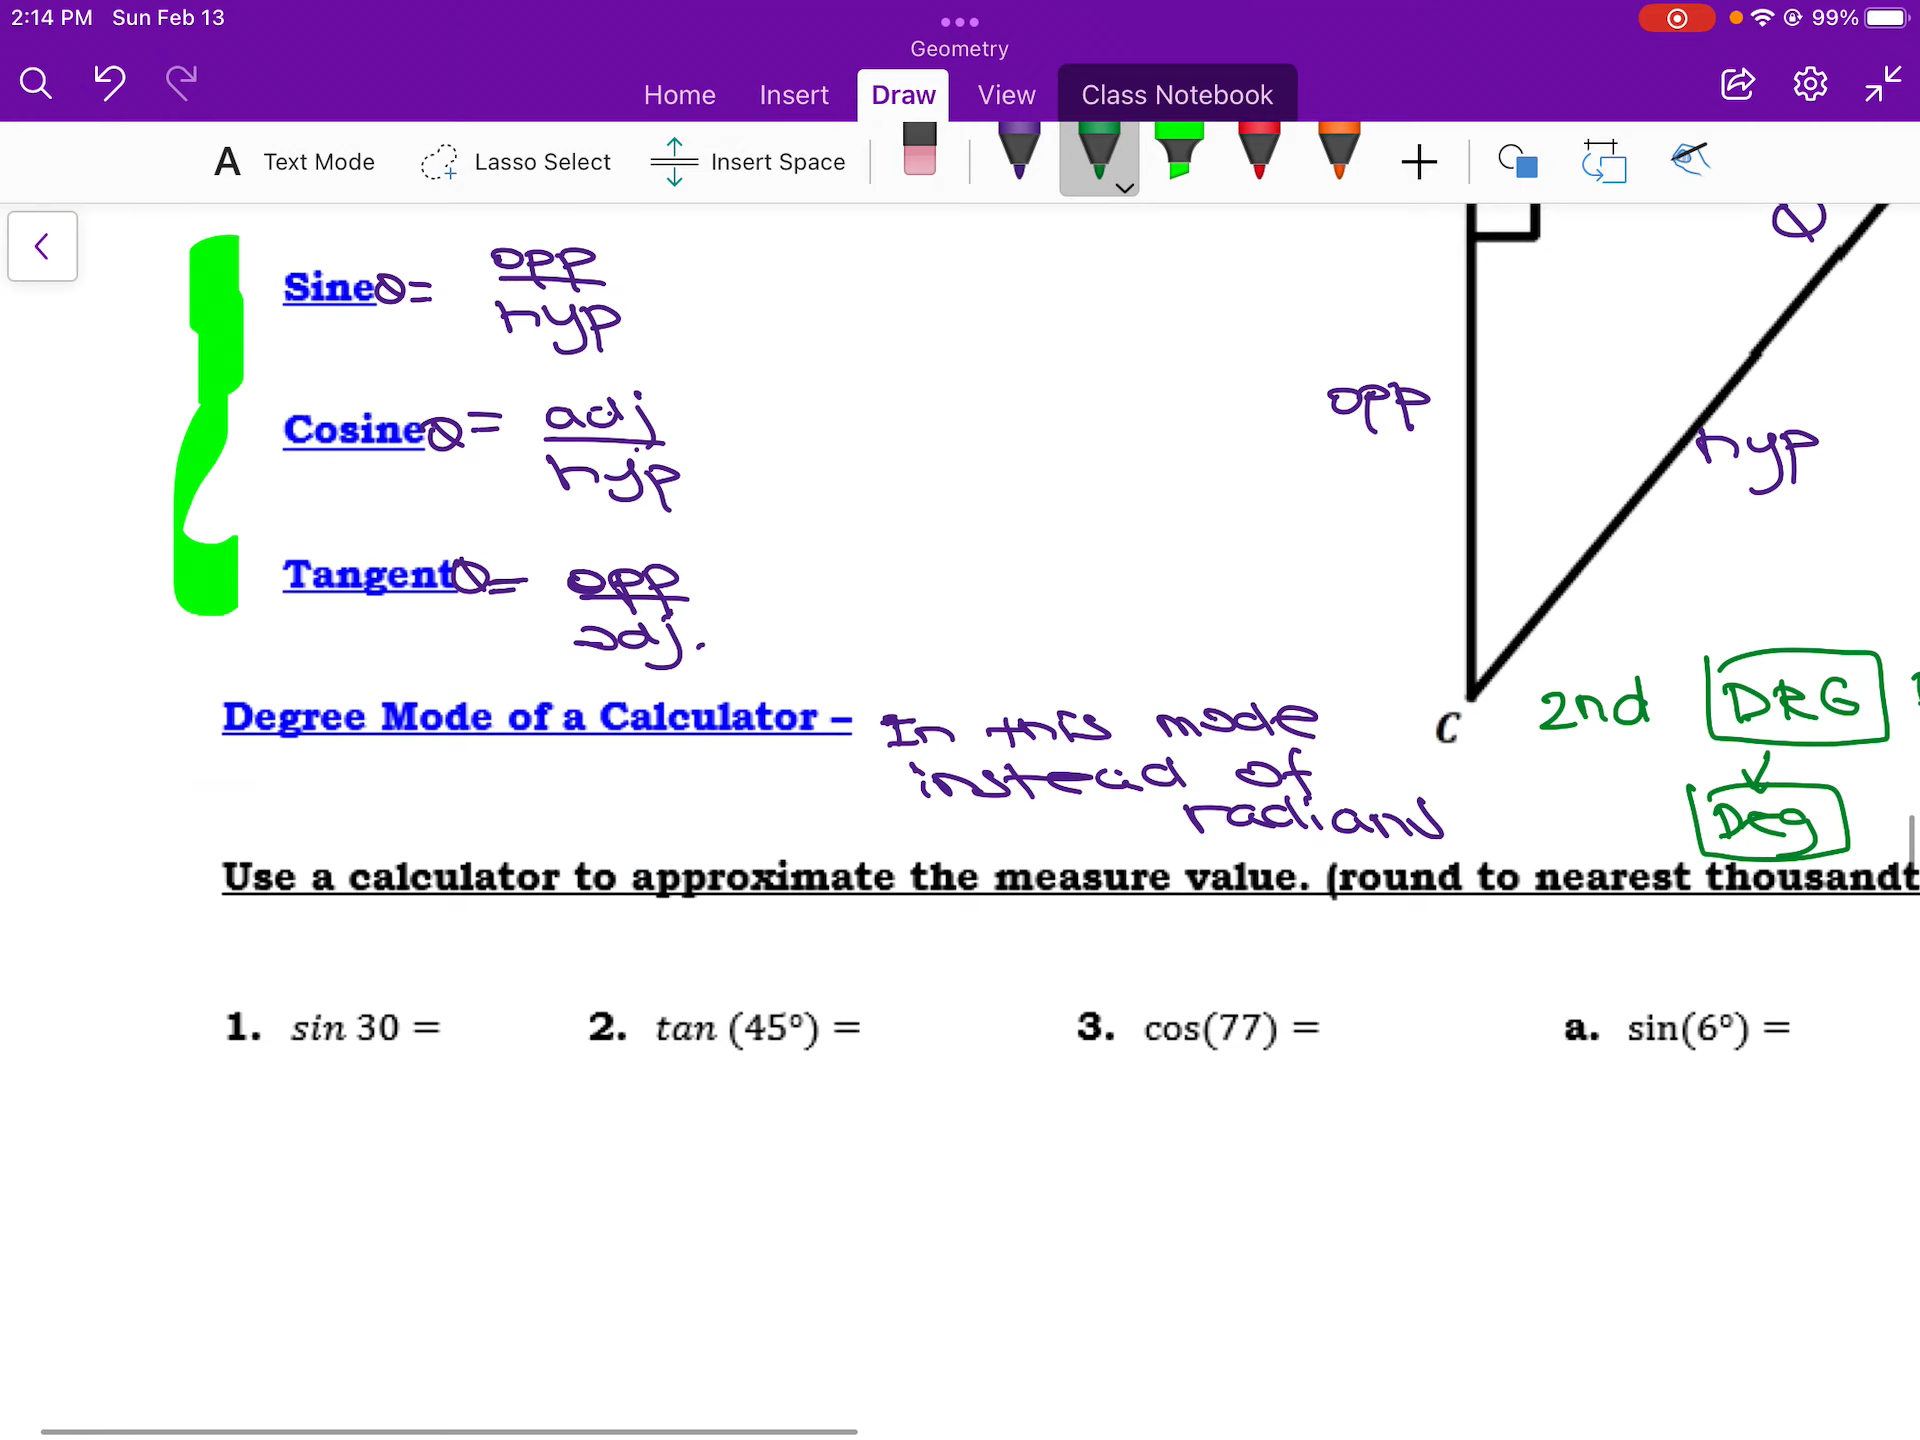 2:14 PM Sun Feb 13
99%
Geometry
Home Insert Draw View Class Notebook
A Text Mode Lasso Select Insert Space
Sineθ= opp
hyp
Cosineθ= adj
hyp
Tangentθ= opp
adj.
θ
opp
hyp
C
2nd DRG
Deg
Degree Mode of a Calculator – In this mode
instead of
radians
Use a calculator to approximate the measure value. (round to nearest thousandt
1. sin 30 = 2. tan (45°) = 3. cos(77) = a. sin(6°) =